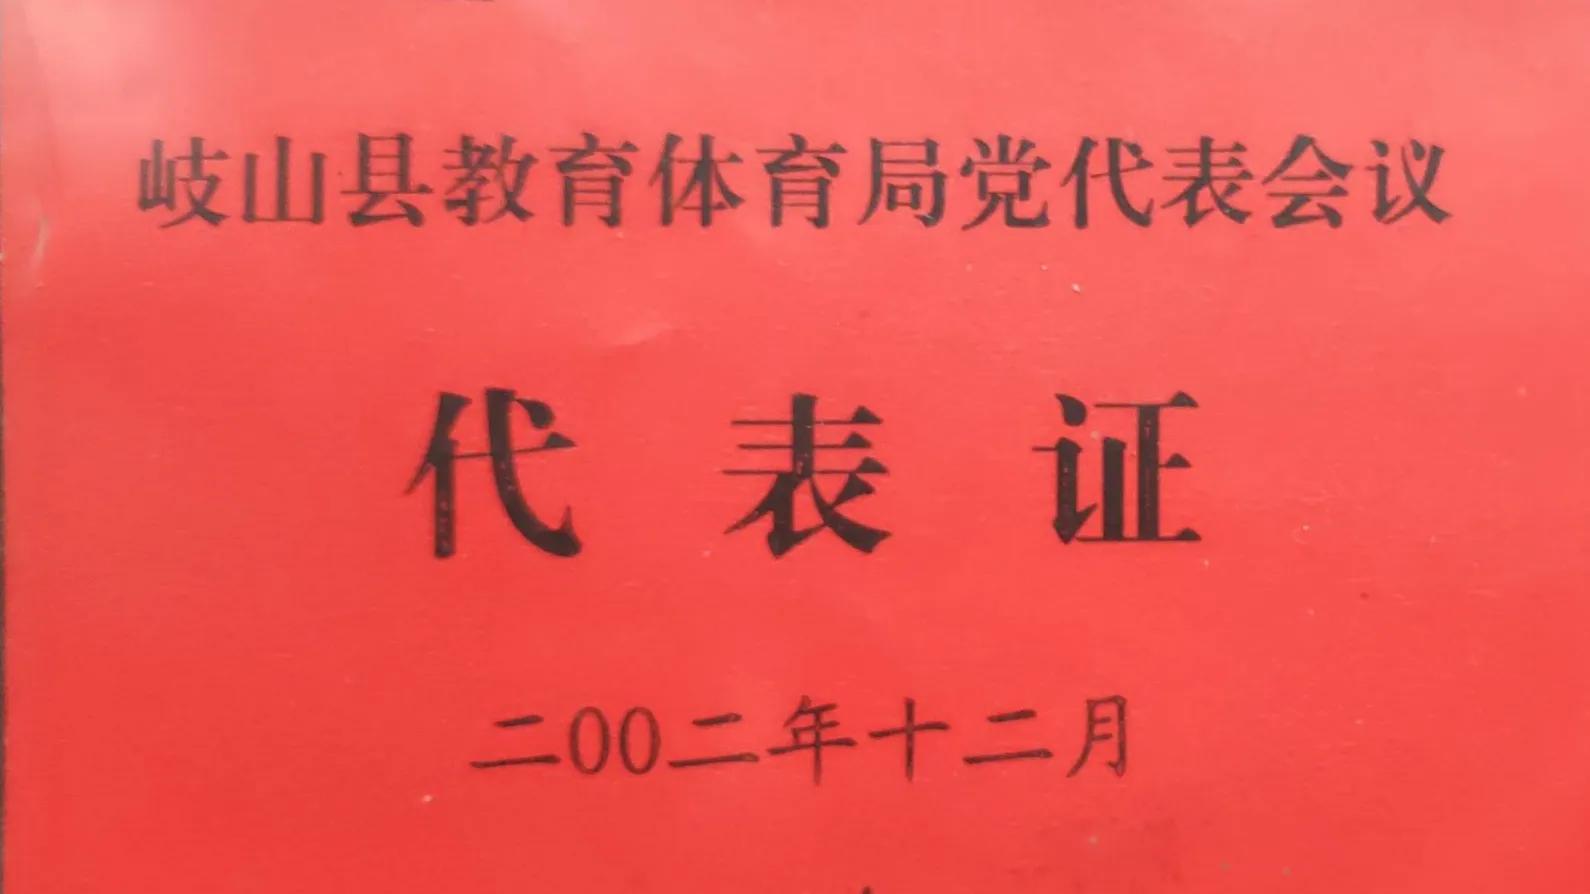 岐山县教育体育局党代表会议
代表证
二00二年十二月